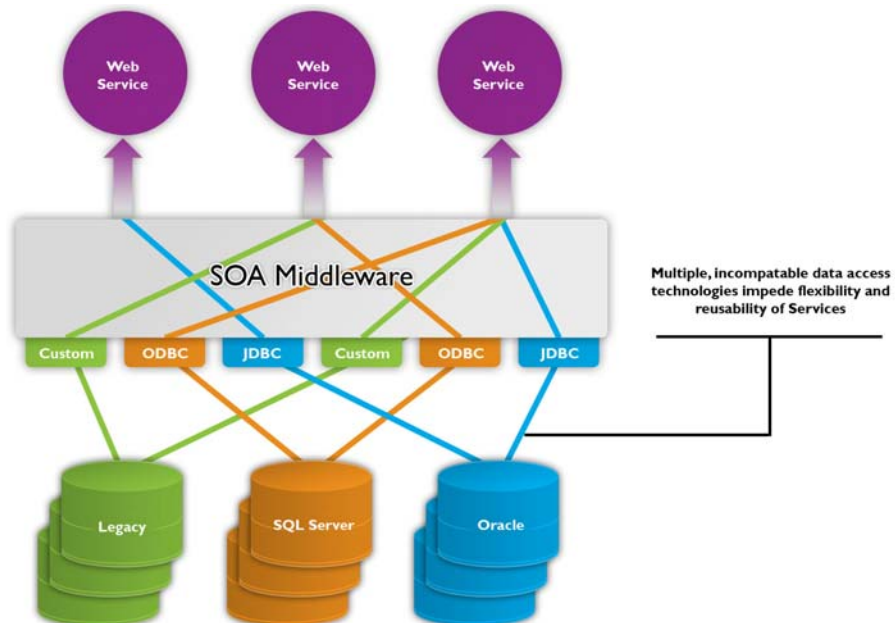 Web
Service
Web
Service
Web
Service
SOA Middleware
Multiple, incompatable data access
technologies impede flexibility and
reusability of Services
Custom
ODBC
JDBC
Custom
ODBC
JDBC
Legacy
SQL Server
Oracle